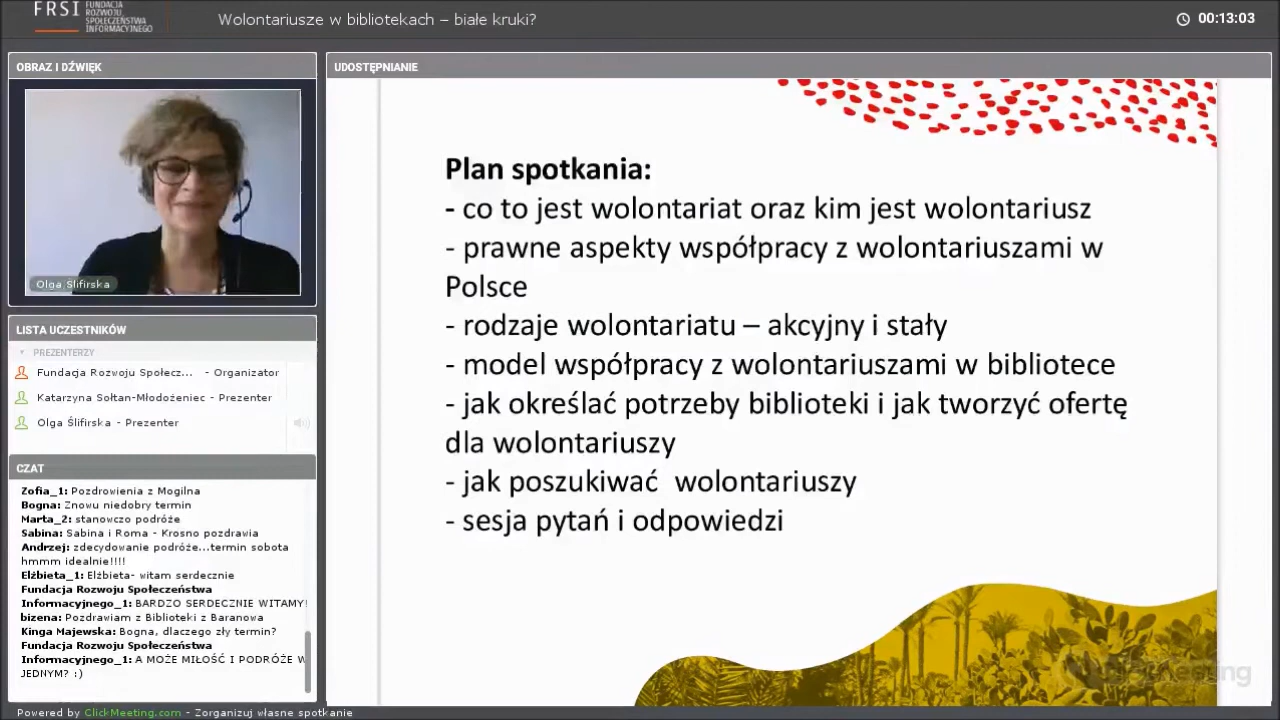 FRSI FUNDACJA
ROZWOJU
SPOŁECZEŃSTWA
INFORMACYJNEGO
Wolontariusze w bibliotekach – białe kruki?
00:13:03
OBRAZ I DŹWIĘK
Olga Ślifirska
LISTA UCZESTNIKÓW
PREZENTERZY
Fundacja Rozwoju Społecz... - Organizator
Katarzyna Sołtan-Młodożeniec - Prezenter
Olga Ślifirska - Prezenter
CZAT
Zofia_1: Pozdrowienia z Mogilna
Bogna: Znowu niedobry termin
Marta_2: stanowczo podróże
Sabina: Sabina i Roma - Krosno pozdrawia
Andrzej: zdecydowanie podróże...termin sobota
hmmm idealnie!!!!
Elżbieta_1: Elżbieta- witam serdecznie
Fundacja Rozwoju Społeczeństwa
Informacyjnego_1: BARDZO SERDECZNIE WITAMY!
bizena: Pozdrawiam z Biblioteki z Baranowa
Kinga Majewska: Bogna, dlaczego zły termin?
Fundacja Rozwoju Społeczeństwa
Informacyjnego_1: A MOŻE MIŁOŚĆ I PODRÓŻE W
JEDNYM? :)
UDOSTĘPNIANIE
Plan spotkania:
- co to jest wolontariat oraz kim jest wolontariusz
- prawne aspekty współpracy z wolontariuszami w
Polsce
- rodzaje wolontariatu – akcyjny i stały
- model współpracy z wolontariuszami w bibliotece
- jak określać potrzeby biblioteki i jak tworzyć ofertę
dla wolontariuszy
- jak poszukiwać wolontariuszy
- sesja pytań i odpowiedzi
Powered by ClickMeeting.com - Zorganizuj własne spotkanie